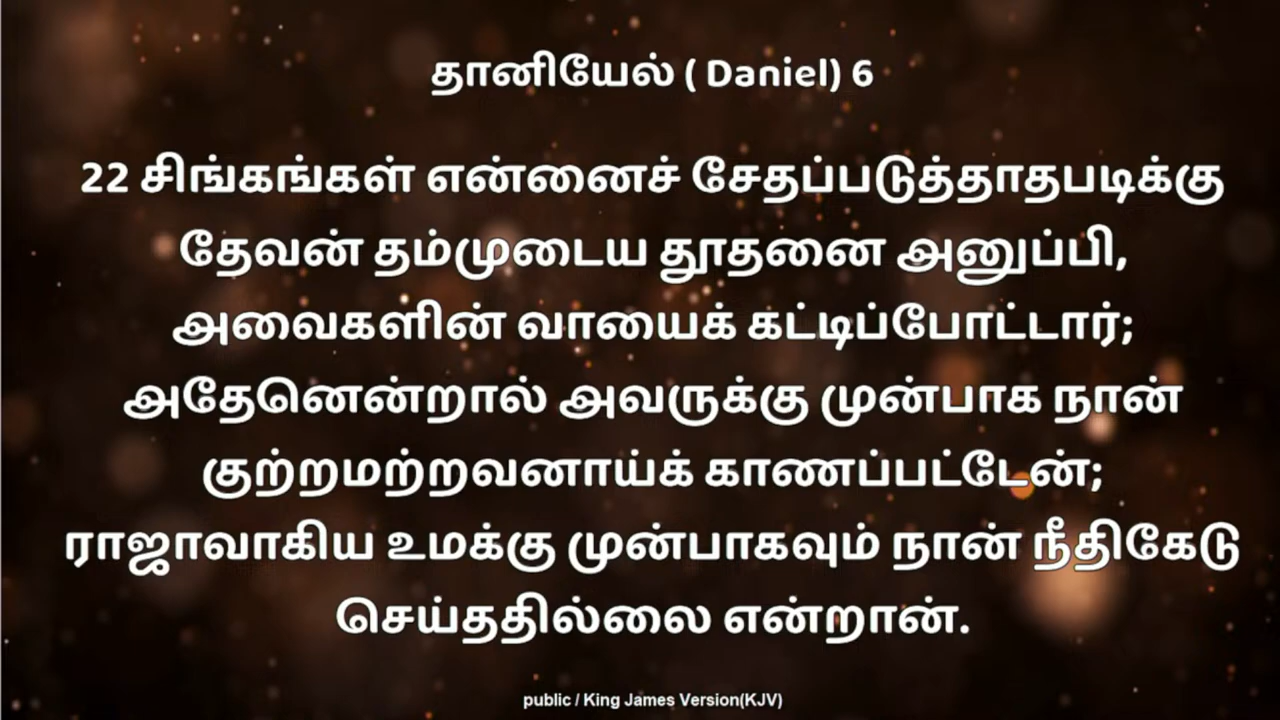 தானியேல் ( Daniel) 6
22 சிங்கங்கள் என்னைச் சேதப்படுத்தாதபடிக்கு
தேவன் தம்முடைய தூதனை அனுப்பி,
அவைகளின் வாயைக் கட்டிப்போட்டார்;
அதேனென்றால் அவருக்கு முன்பாக நான்
குற்றமற்றவனாய்க் காணப்பட்டேன்;
ராஜாவாகிய உமக்கு முன்பாகவும் நான் நீதிகேடு
செய்ததில்லை என்றான்.
public / King James Version(KJV)